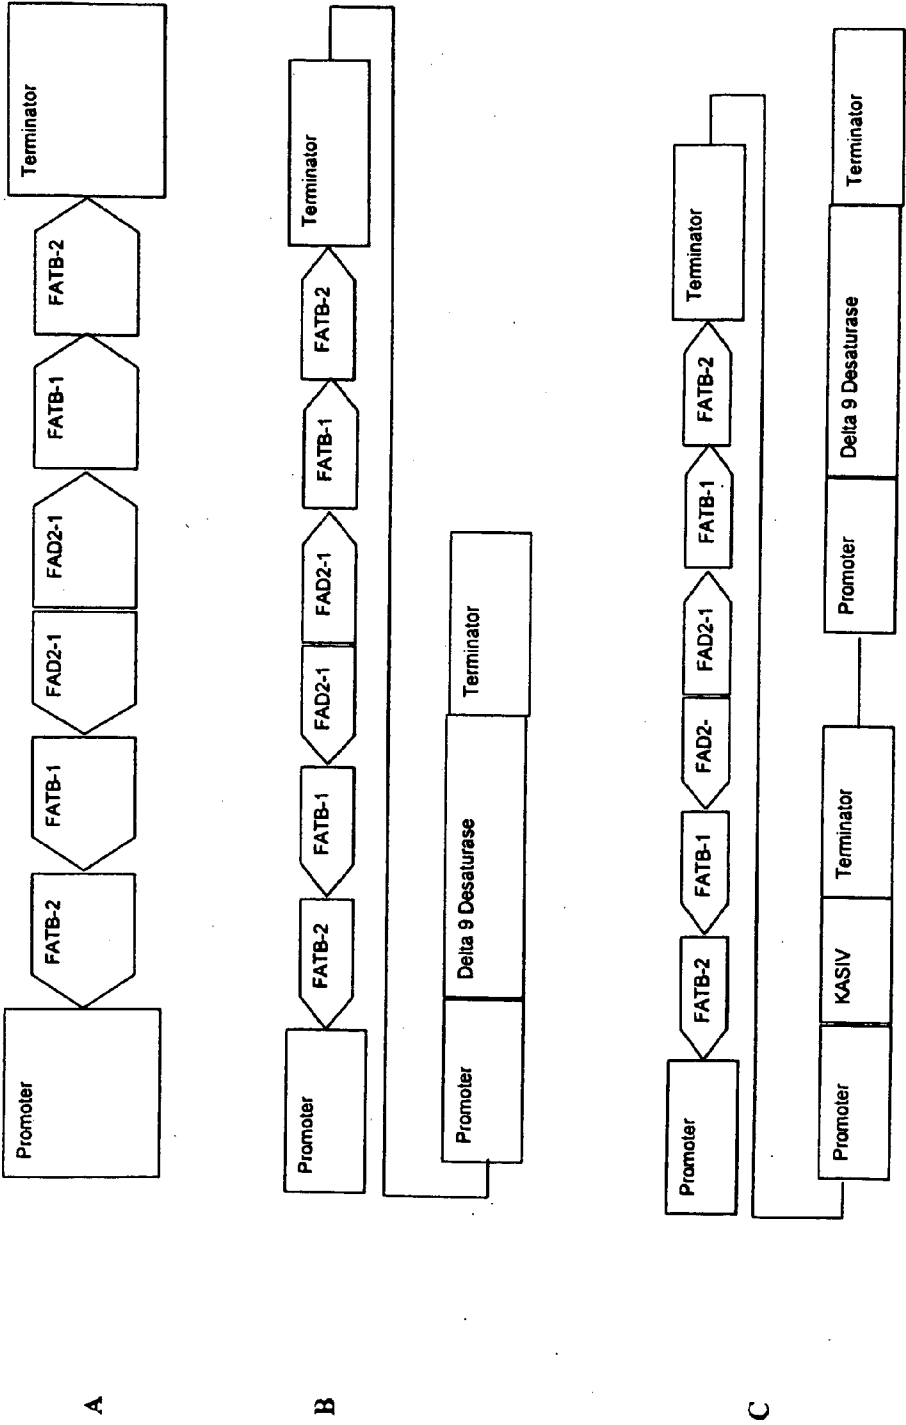 A
Promoter
FATB-2
FATB-1
FAD2-1
FAD2-1
FATB-1
FATB-2
Terminator
B
Promoter
FATB-2
FATB-1
FAD2-1
FAD2-1
FATB-1
FATB-2
Terminator
Promoter
Delta 9 Desaturase
Terminator
C
Promoter
FATB-2
FATB-1
FAD2-
FAD2-1
FATB-1
FATB-2
Terminator
Promoter
KASIV
Terminator
Promoter
Delta 9 Desaturase
Terminator